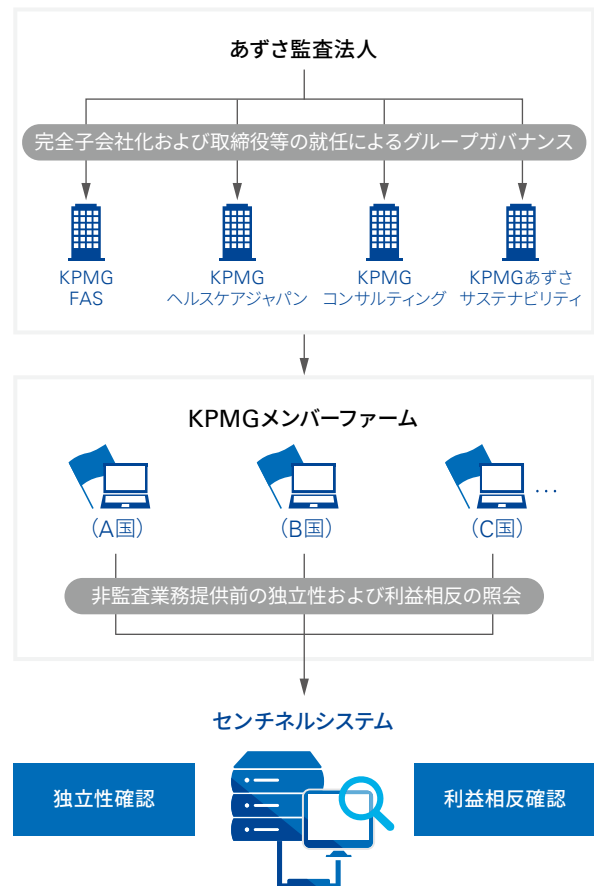 あずさ監査法人
完全子会社化および取締役等の就任によるグループガバナンス
KPMG
FAS
KPMG
ヘルスケアジャパン
KPMG
コンサルティング
KPMGあずさ
サステナビリティ
KPMGメンバーファーム
（A国）
（B国）
（C国）
…
非監査業務提供前の独立性および利益相反の照会
センチネルシステム
独立性確認
利益相反確認